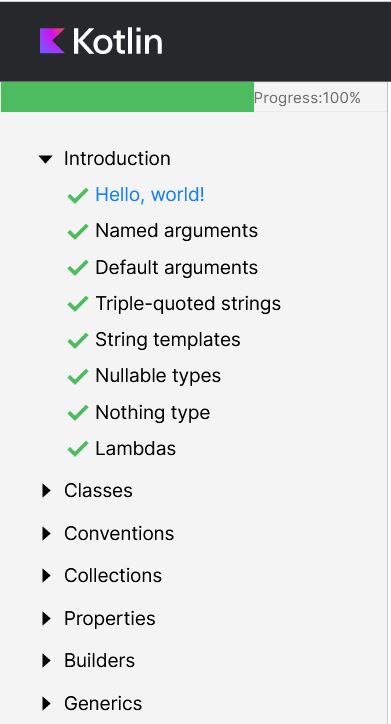 Kotlin
Progress:100%
Introduction
Hello, world!
Named arguments
Default arguments
Triple-quoted strings
String templates
Nullable types
Nothing type
Lambdas
Classes
Conventions
Collections
Properties
Builders
Generics